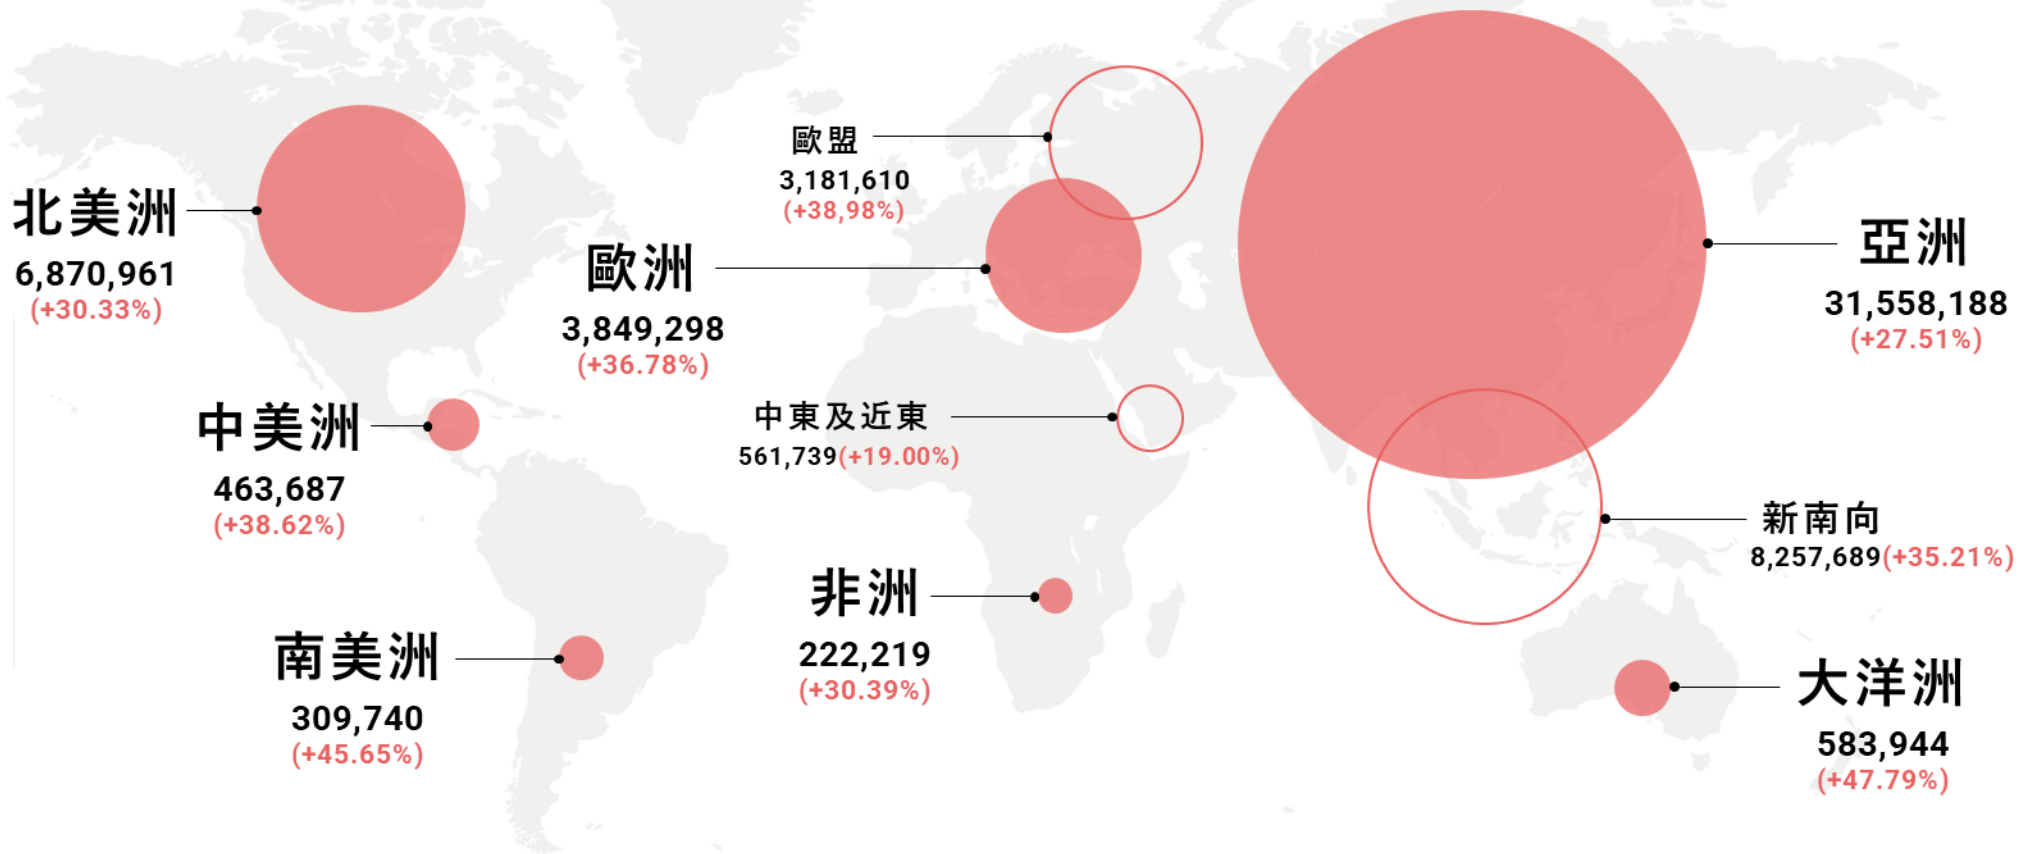 北美洲
6,870,961
(+30.33%)
中美洲
463,687
(+38.62%)
南美洲
309,740
(+45.65%)
歐盟
3,181,610
(+38,98%)
歐洲
3,849,298
(+36.78%)
中東及近東
561,739(+19.00%)
非洲
222,219
(+30.39%)
亞洲
31,558,188
(+27.51%)
新南向
8,257,689(+35.21%)
大洋洲
583,944
(+47.79%)